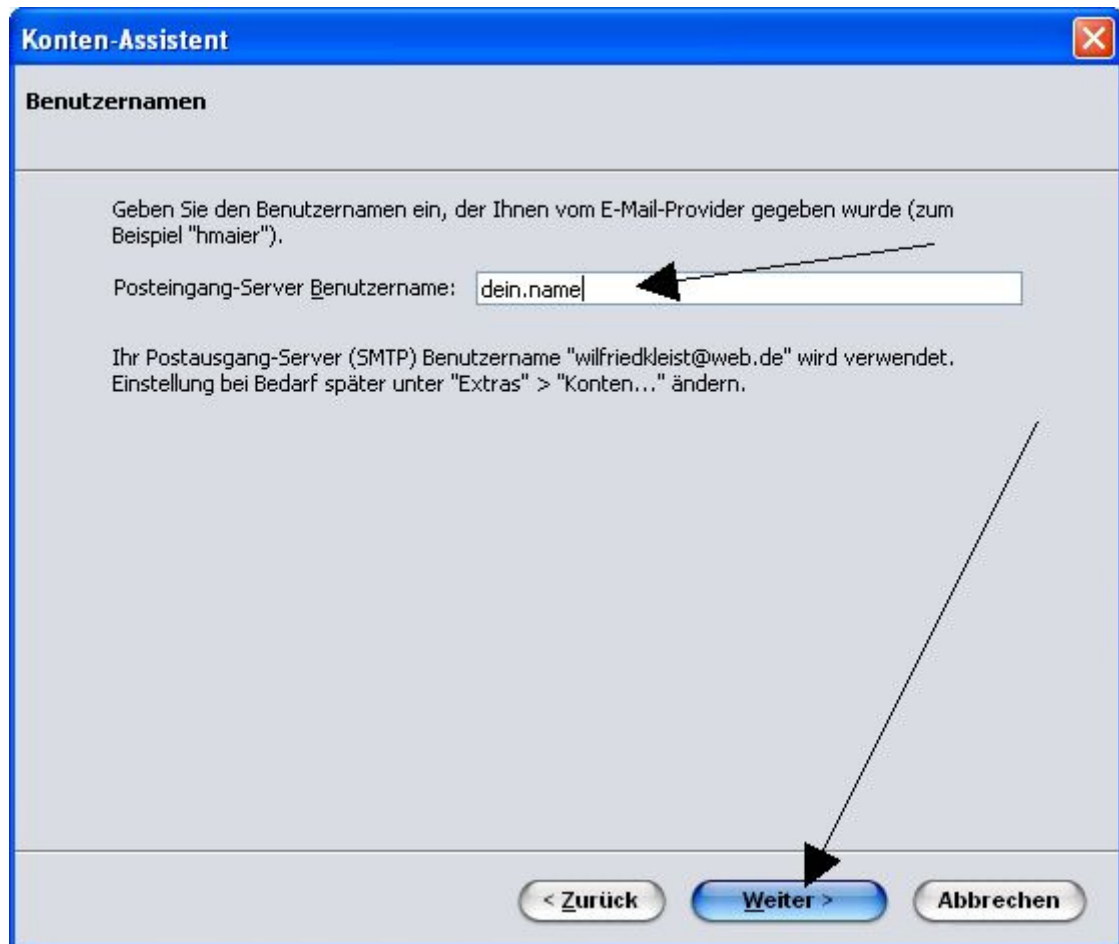 Konten-Assistent
Benutzernamen
Geben Sie den Benutzernamen ein, der Ihnen vom E-Mail-Provider gegeben wurde (zum
Beispiel "hmaier").
Posteingang-Server Benutzername: dein.name
Ihr Postausgang-Server (SMTP) Benutzername "wilfriedkleist@web.de" wird verwendet.
Einstellung bei Bedarf später unter "Extras" > "Konten..." ändern.
< Zurück Weiter > Abbrechen